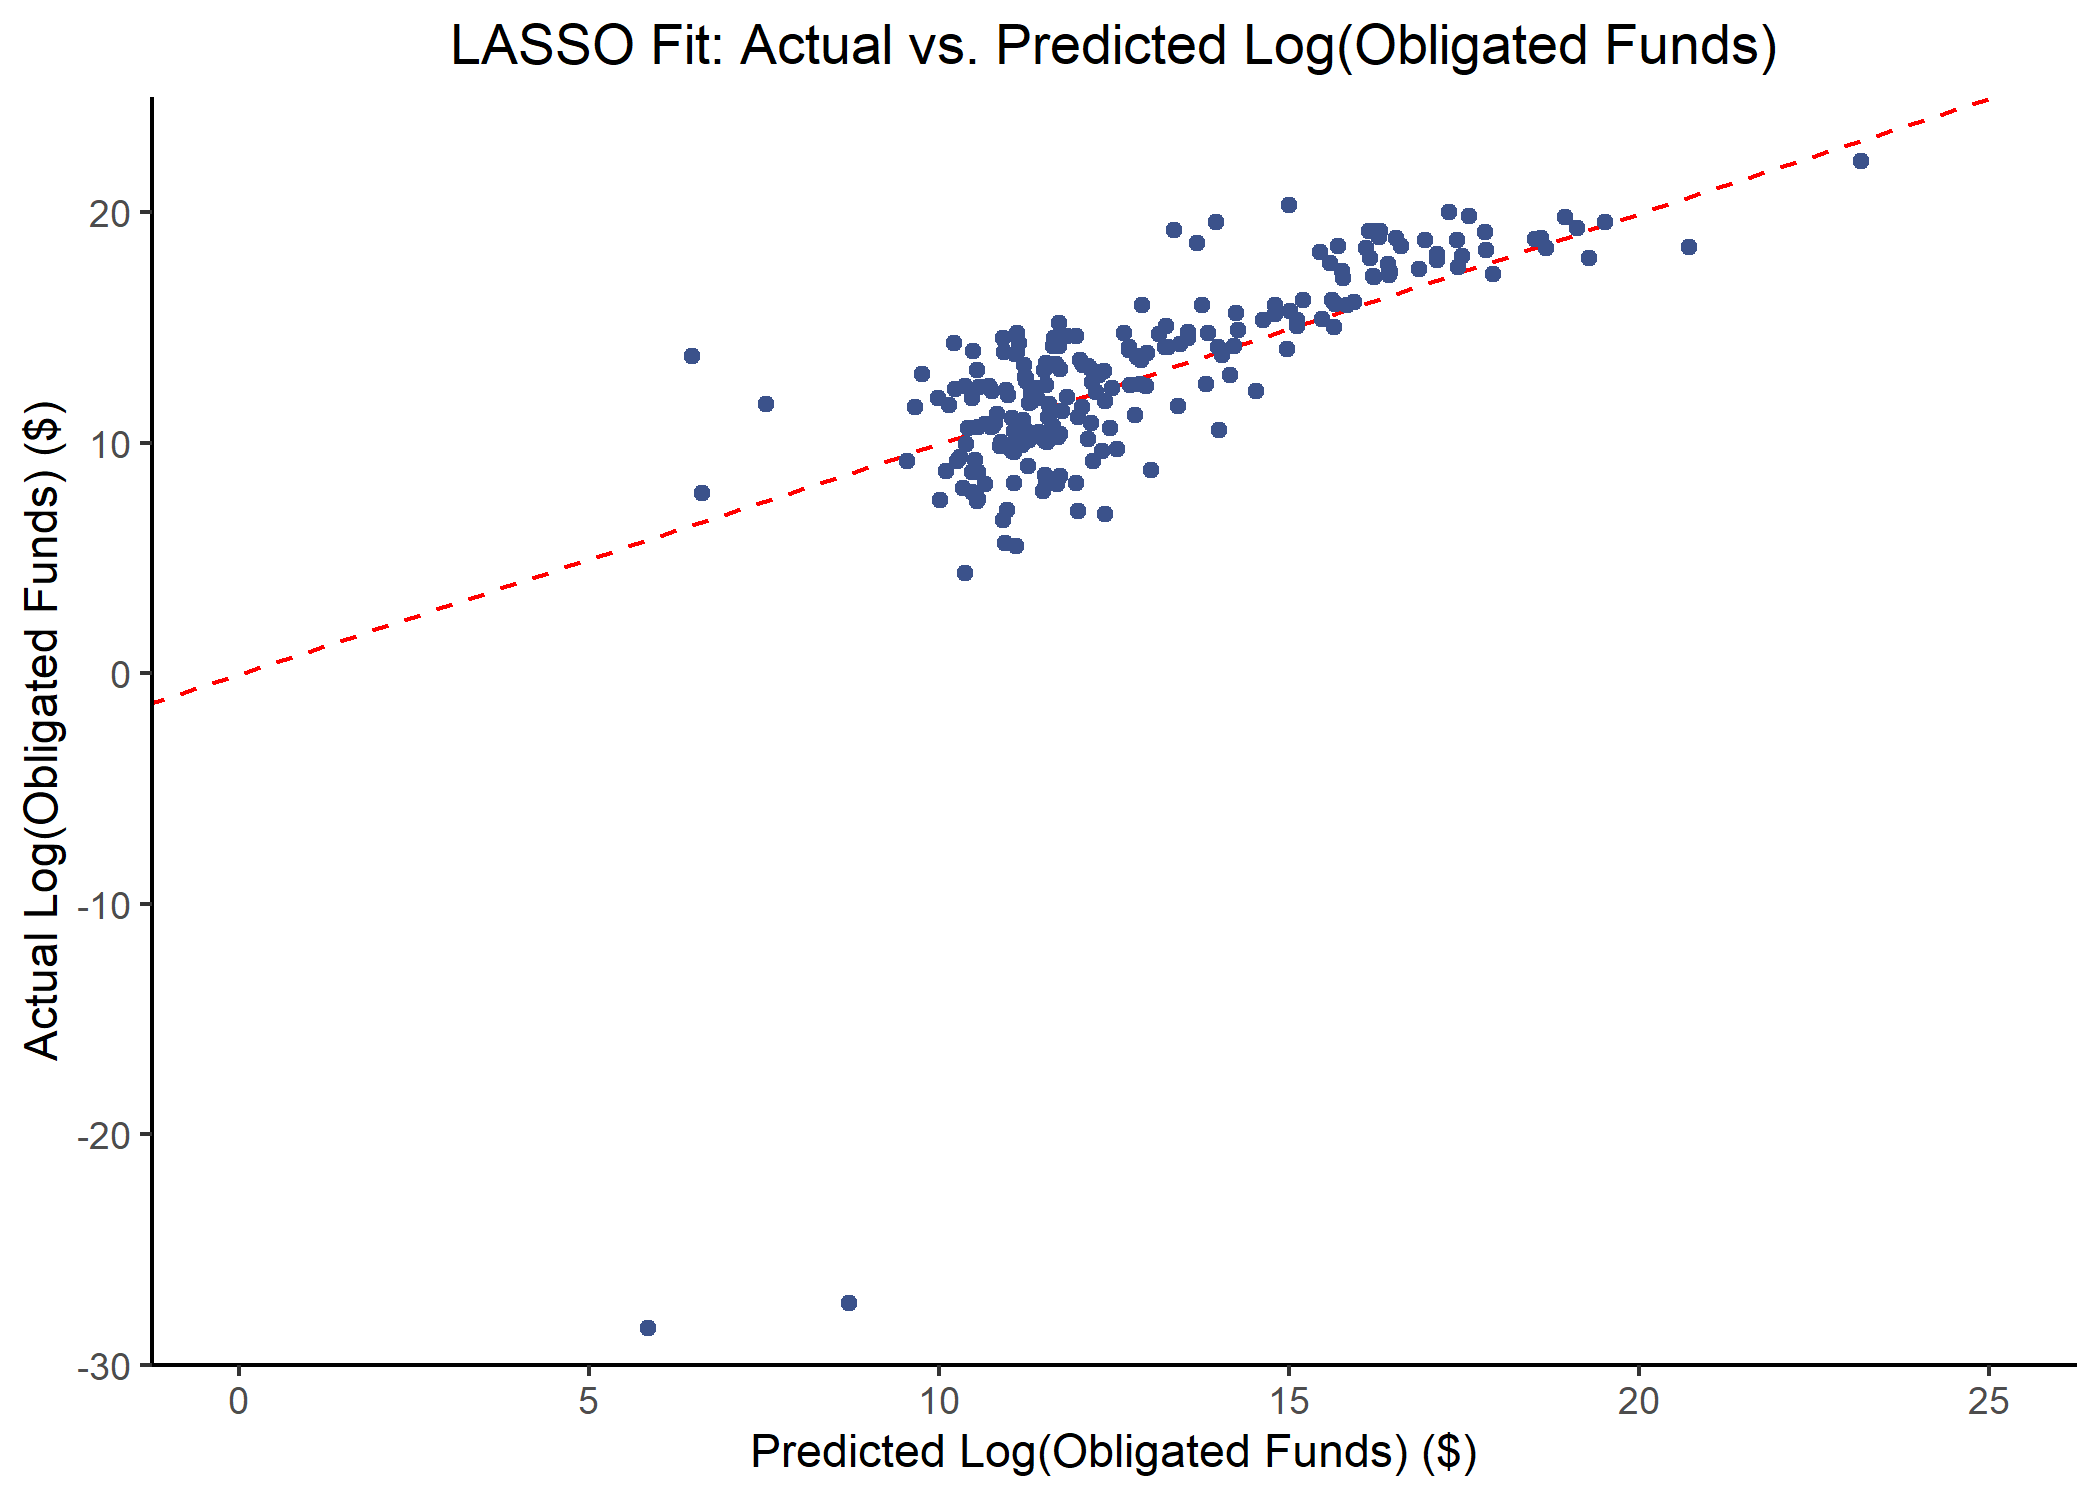 LASSO Fit: Actual vs. Predicted Log(Obligated Funds)
Actual Log(Obligated Funds) ($)
20
10
0
-10
-20
-30
0 5 10 15 20 25
Predicted Log(Obligated Funds) ($)